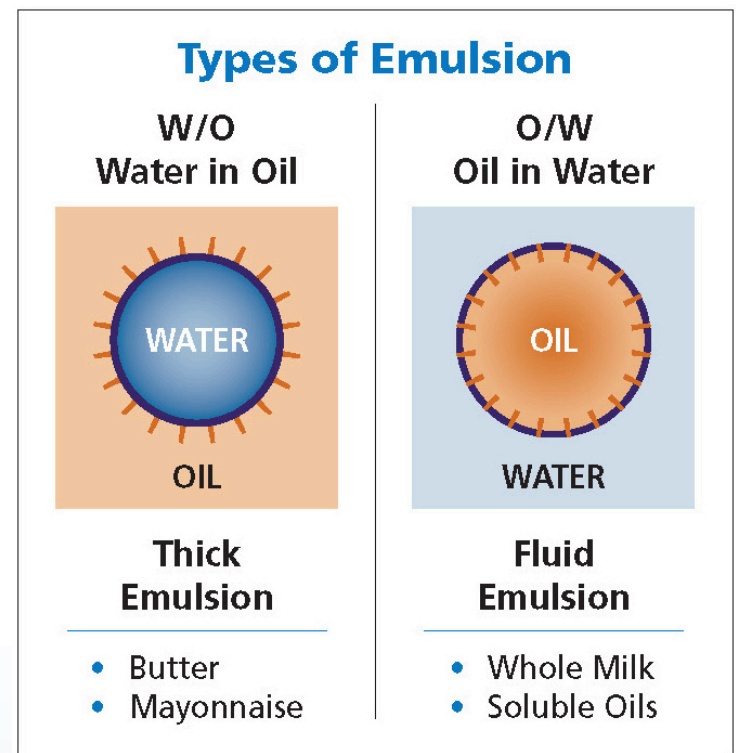 Types of Emulsion
W/O
Water in Oil
WATER
OIL
Thick
Emulsion
• Butter
• Mayonnaise
O/W
Oil in Water
OIL
WATER
Fluid
Emulsion
• Whole Milk
• Soluble Oils